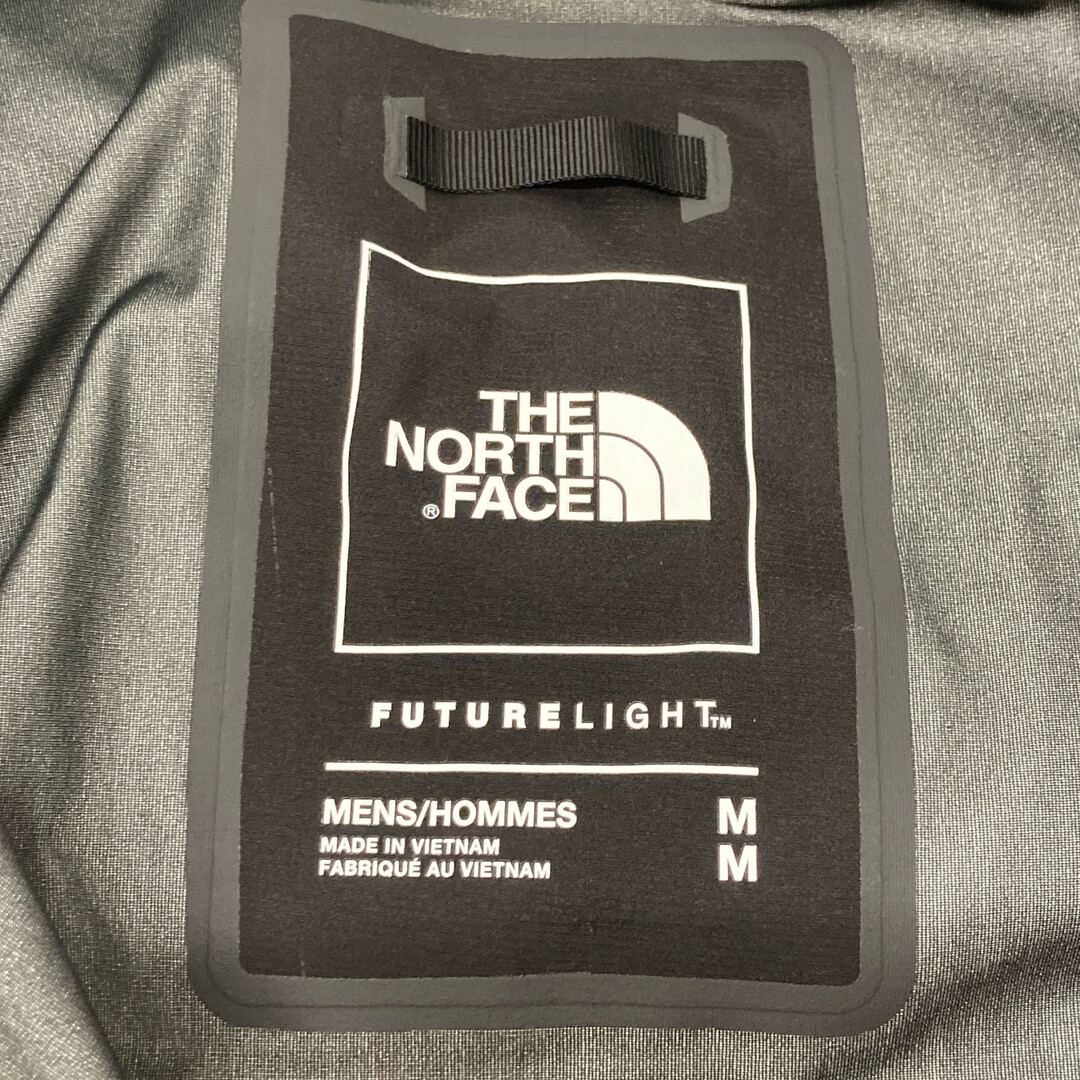 THE
NORTH
FACE
®
FUTURELIGHT™
MENS/HOMMES M
MADE IN VIETNAM
FABRIQUÉ AU VIETNAM M